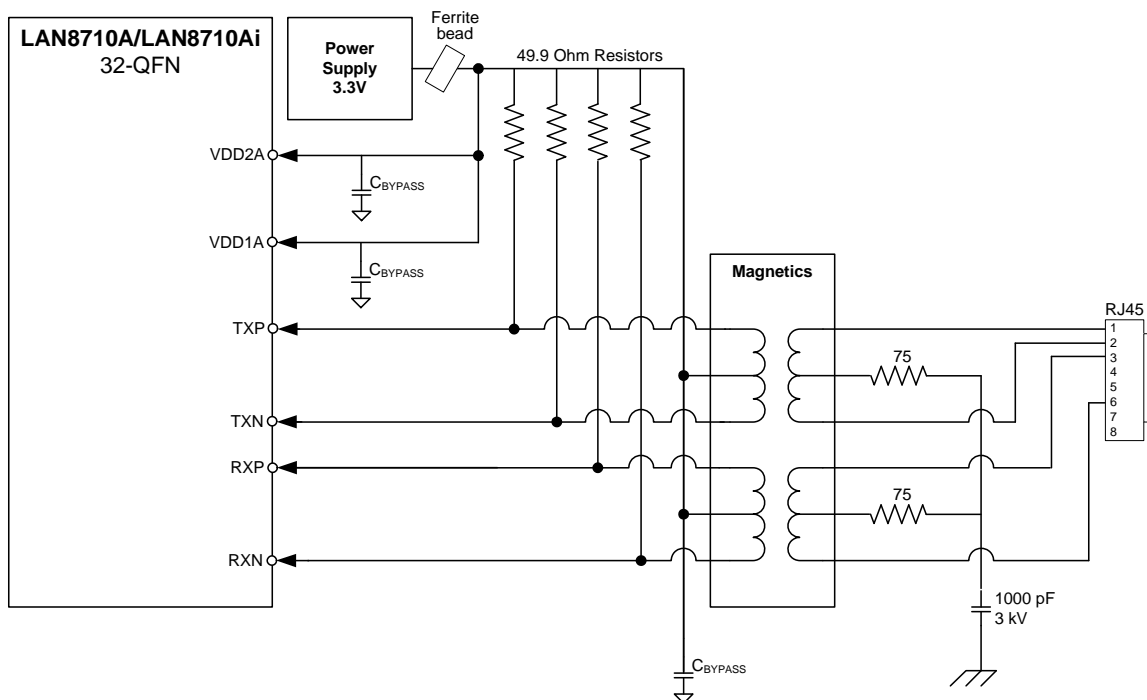 LAN8710A/LAN8710Ai
32-QFN
Power
Supply
3.3V
Ferrite
bead
49.9 Ohm Resistors
VDD2A
CBYPASS
VDD1A
CBYPASS
Magnetics
RJ45
TXP
1
2
3
4
5
6
7
8
75
TXN
RXP
75
RXN
1000 pF
3 kV
CBYPASS